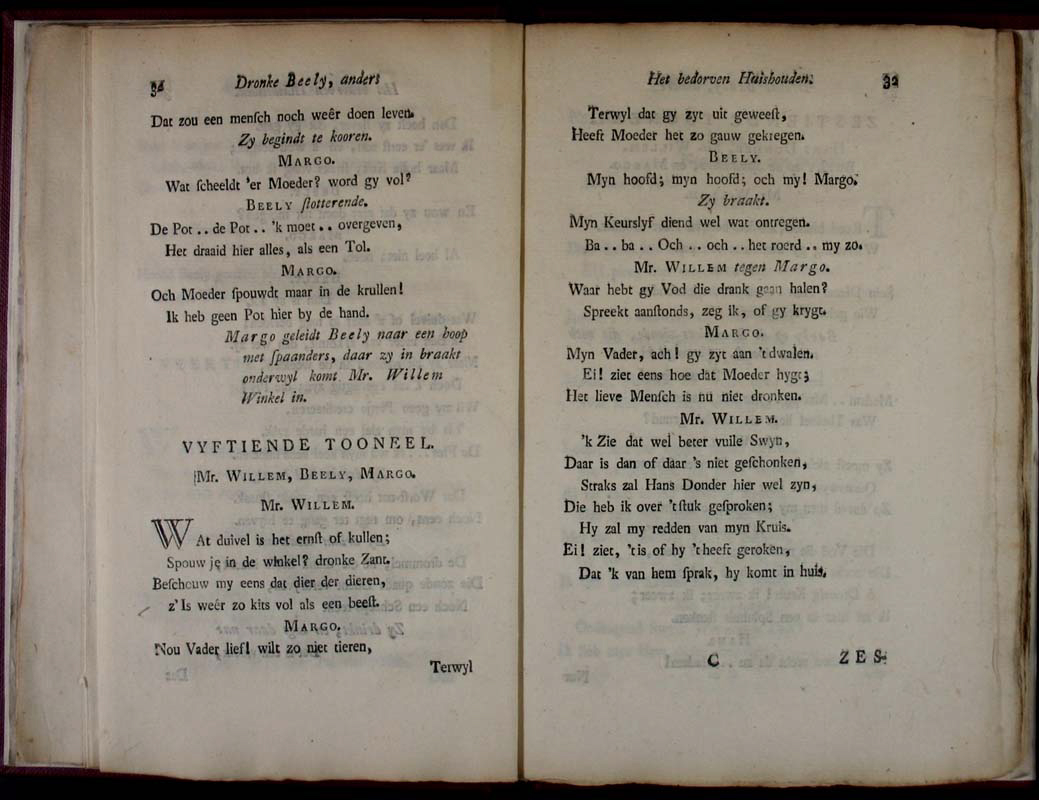 Dronke Beely, anders
Dat zou een menſch noch weêr doen leven.
Zy begindt te kooren.
MARGO.
Wat ſcheeldt 'er Moeder? word gy vol?
BEELY ſlotterende.
De Pot . . de Pot . . 'k moet . . overgeven,
Het draaid hier alles, als een Tol.
MARGO.
Och Moeder ſpouwdt maar in de krullen!
Ik heb geen Pot hier by de hand.
Margo geleidt Beely naar een hoop
met ſpaanders, daar zy in braakt
onderwyl komt Mr. Willem
Winkel in.
VYFTIENDE TOONEEL.
Mr. WILLEM, BEELY, MARGO.
Mr. WILLEM.
WAt duivel is het ernſt of kullen;
Spouw je in de winkel? dronke Zant.
Beſchouw my eens dat dier der dieren,
z'Is weêr zo kits vol als een beeſt.
MARGO.
Nou Vader lief! wilt zo niet tieren,
Terwyl
Het bedorven Huishouden.
Terwyl dat gy zyt uit geweeſt,
Heeft Moeder het zo gauw gekregen.
BEELY.
Myn hoofd; myn hoofd; och my! Margo.
Zy braakt.
Myn Keurslyf diend wel wat ontregen.
Ba . . ba . . Och . . . och . . het roerd . . my zo.
Mr. WILLEM tegen Margo.
Waar hebt gy Vod die drank gaan halen?
Spreekt aanſtonds, zeg ik, of gy krygt.
MARGO.
Myn Vader, ach! gy zyt aan 't dwalen.
Ei! ziet eens hoe dat Moeder hygt;
Het lieve Menſch is nu niet dronken.
Mr. WILLEM.
'k Zie dat wel beter vuile Swyn,
Daar is dan of daar 's niet geſchonken,
Straks zal Hans Donder hier wel zyn,
Die heb ik over 't ſtuk geſproken;
Hy zal my redden van myn Kruis.
Ei! ziet, 't is of hy 't heeft geroken,
Dat 'k van hem ſprak, hy komt in huis.
C ZES-